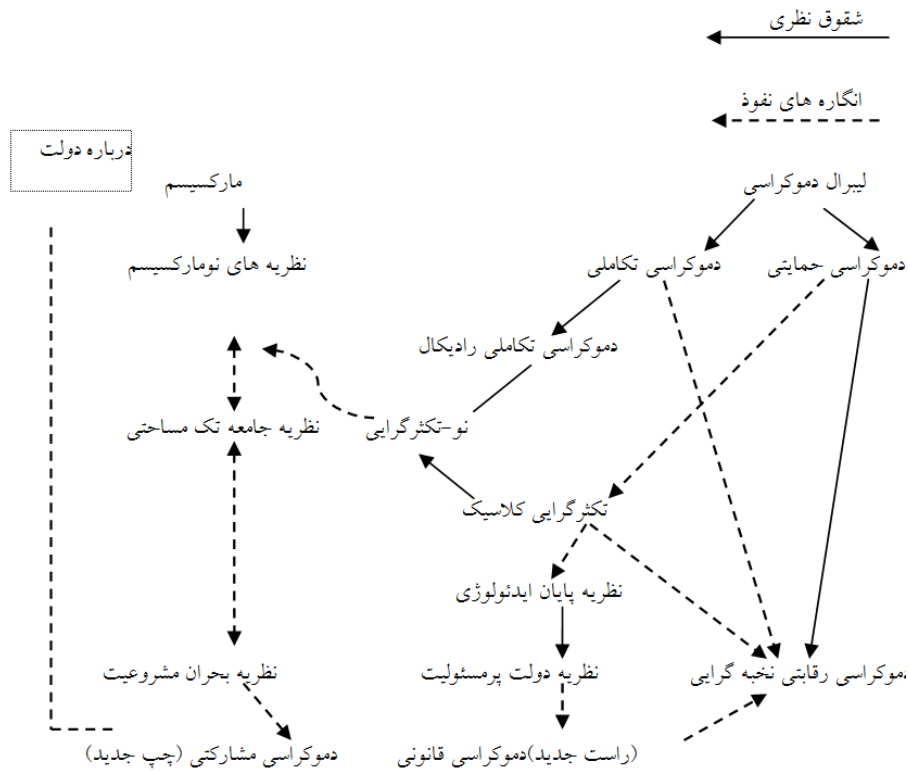 شقوق نظری
انگاره های نفوذ
درباره دولت
لیبرال دموکراسی
مارکسیسم
دموکراسی حمایتی
دموکراسی تکاملی
نظریه های نومارکسیسم
دموکراسی تکاملی رادیکال
نو-تکثرگرایی
نظریه جامعه تک مساحتی
تکثرگرایی کلاسیک
نظریه پایان ایدئولوژی
دموکراسی رقابتی نخبه گرایی
نظریه دولت پرمسئولیت
نظریه بحران مشروعیت
(راست جدید)دموکراسی قانونی
دموکراسی مشارکتی (چپ جدید)